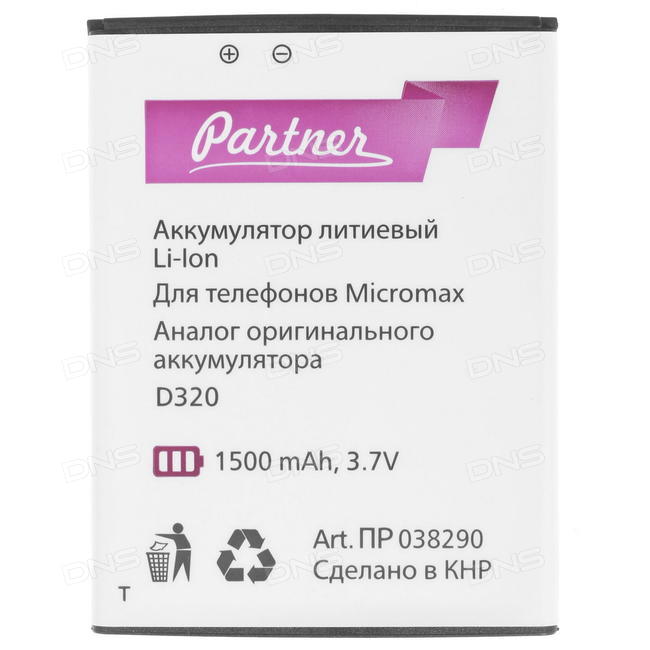 Partner
Аккумулятор литиевый
Li-Ion
Для телефонов Micromax
Аналог оригинального
аккумулятора
D320
1500 mAh, 3.7V
Art. ПР 038290
Сделано в КНР
T
DNS